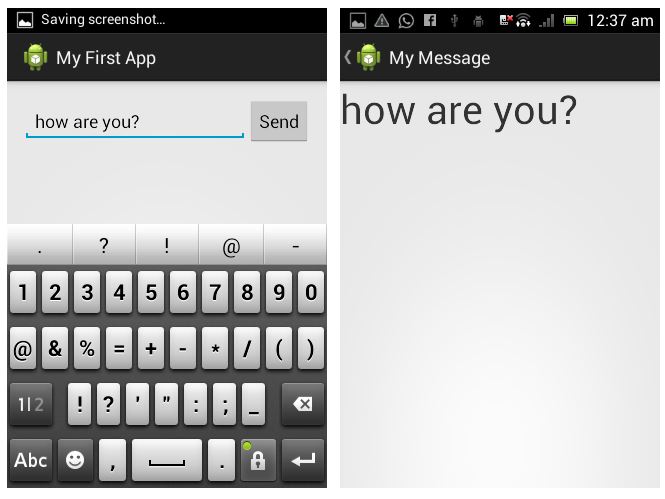 Saving screenshot...
My First App
how are you?
Send
. ? ! @ -
1 2 3 4 5 6 7 8 9 0
@ & % = + - * / ( )
1| 2 ! ? ' " : ; _
Abc , .
12:37 am
My Message
how are you?